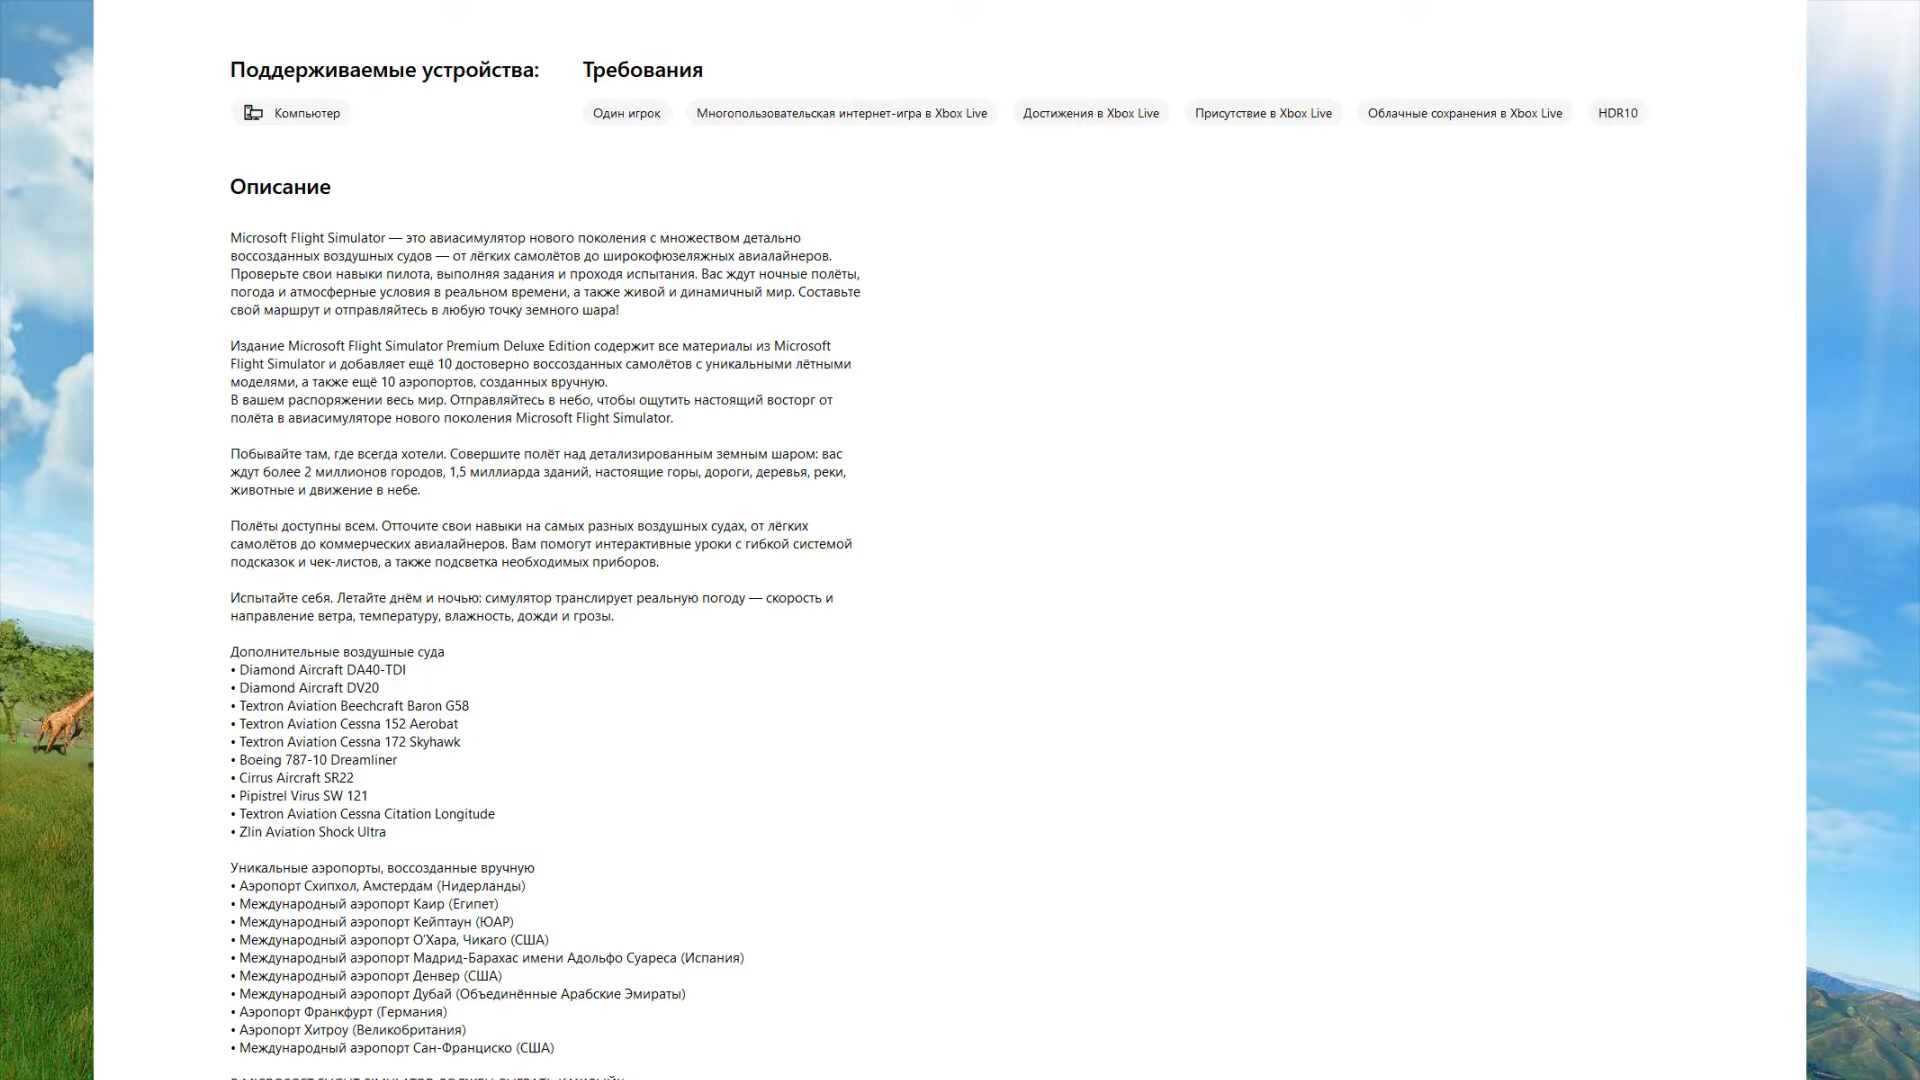 Поддерживаемые устройства:
Требования
Компьютер
Один игрок
Многопользовательская интернет-игра в Xbox Live
Достижения в Xbox Live
Присутствие в Xbox Live
Облачные сохранения в Xbox Live
HDR10
Описание
Microsoft Flight Simulator — это авиасимулятор нового поколения с множеством детально
воссозданных воздушных судов — от лёгких самолётов до широкофюзеляжных авиалайнеров.
Проверьте свои навыки пилота, выполняя задания и проходя испытания. Вас ждут ночные полёты,
погода и атмосферные условия в реальном времени, а также живой и динамичный мир. Составьте
свой маршрут и отправляйтесь в любую точку земного шара!
Издание Microsoft Flight Simulator Premium Deluxe Edition содержит все материалы из Microsoft
Flight Simulator и добавляет ещё 10 достоверно воссозданных самолётов с уникальными лётными
моделями, а также ещё 10 аэропортов, созданных вручную.
В вашем распоряжении весь мир. Отправляйтесь в небо, чтобы ощутить настоящий восторг от
полёта в авиасимуляторе нового поколения Microsoft Flight Simulator.
Побывайте там, где всегда хотели. Совершите полёт над детализированным земным шаром: вас
ждут более 2 миллионов городов, 1,5 миллиарда зданий, настоящие горы, дороги, деревья, реки,
животные и движение в небе.
Полёты доступны всем. Отточите свои навыки на самых разных воздушных судах, от лёгких
самолётов до коммерческих авиалайнеров. Вам помогут интерактивные уроки с гибкой системой
подсказок и чек-листов, а также подсветка необходимых приборов.
Испытайте себя. Летайте днём и ночью: симулятор транслирует реальную погоду — скорость и
направление ветра, температуру, влажность, дожди и грозы.
Дополнительные воздушные суда
• Diamond Aircraft DA40-TDI
• Diamond Aircraft DV20
• Textron Aviation Beechcraft Baron G58
• Textron Aviation Cessna 152 Aerobat
• Textron Aviation Cessna 172 Skyhawk
• Boeing 787-10 Dreamliner
• Cirrus Aircraft SR22
• Pipistrel Virus SW 121
• Textron Aviation Cessna Citation Longitude
• Zlin Aviation Shock Ultra
Уникальные аэропорты, воссозданные вручную
• Аэропорт Схипхол, Амстердам (Нидерланды)
• Международный аэропорт Каир (Египет)
• Международный аэропорт Кейптаун (ЮАР)
• Международный аэропорт О'Хара, Чикаго (США)
• Международный аэропорт Мадрид-Барахас имени Адольфо Суареса (Испания)
• Международный аэропорт Денвер (США)
• Международный аэропорт Дубай (Объединённые Арабские Эмираты)
• Аэропорт Франкфурт (Германия)
• Аэропорт Хитроу (Великобритания)
• Международный аэропорт Сан-Франциско (США)